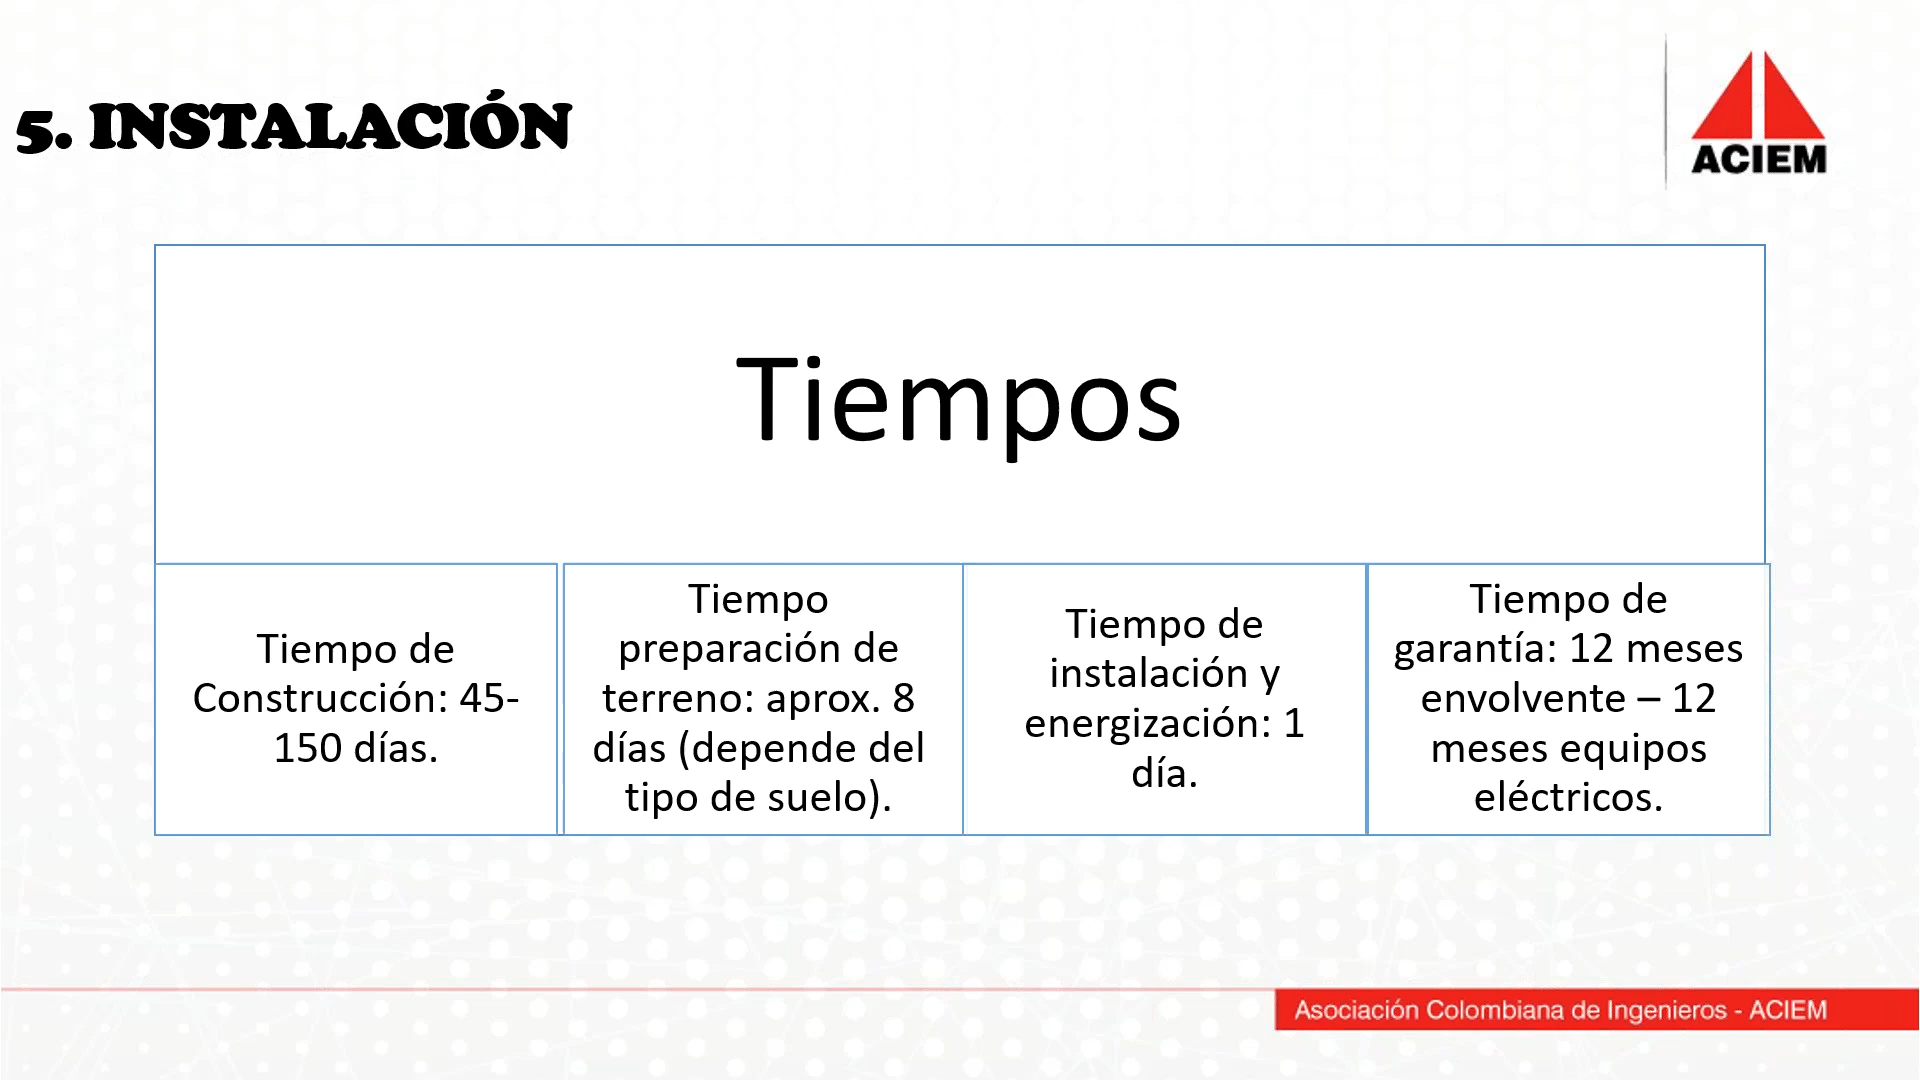 5. INSTALACIÓN
ACIEM
Tiempos
Tiempo de
Construcción: 45-
150 días.
Tiempo
preparación de
terreno: aprox. 8
días (depende del
tipo de suelo).
Tiempo de
instalación y
energización: 1
día.
Tiempo de
garantía: 12 meses
envolvente – 12
meses equipos
eléctricos.
Asociación Colombiana de Ingenieros - ACIEM